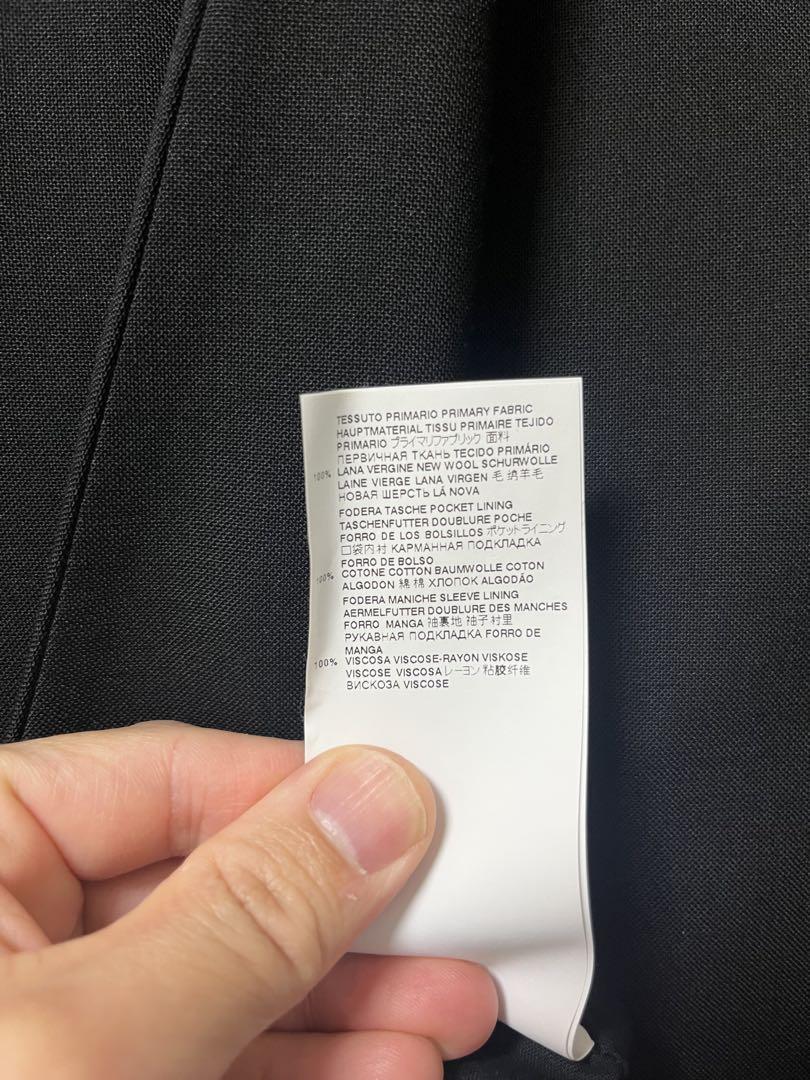 TESSUTO PRIMARIO PRIMARY FABRIC
HAUPTMATERIAL TISSU PRIMAIRE TEJIDO
PRIMARIO プライマリファブリック 面料
ПЕРВИЧНАЯ ТКАНЬ TECIDO PRIMÁRIO
100% LANA VERGINE NEW WOOL SCHURWOLLE
LAINE VIERGE LANA VIRGEN 毛 绵羊毛
НОВАЯ ШЕРСТЬ LÃ NOVA
FODERA TASCHE POCKET LINING
TASCHENFUTTER DOUBLURE POCHE
FORRO DE LOS BOLSILLOS ポケットライニング
口袋内村 КАРМАННАЯ ПОДКЛАДКА
FORRO DE BOLSO
100% COTONE COTTON BAUMWOLLE COTON
ALGODON 綿 棉 ХЛОПОК ALGODÃO
FODERA MANICHE SLEEVE LINING
AERMELFUTTER DOUBLURE DES MANCHES
FORRO MANGA 袖裏地 袖子村里
РУКАВНАЯ ПОДКЛАДКА FORRO DE
MANGA
100% VISCOSA VISCOSE-RAYON VISKOSE
VISCOSE VISCOSA レーヨン 粘胶纤维
ВИСКОЗА VISCOSE